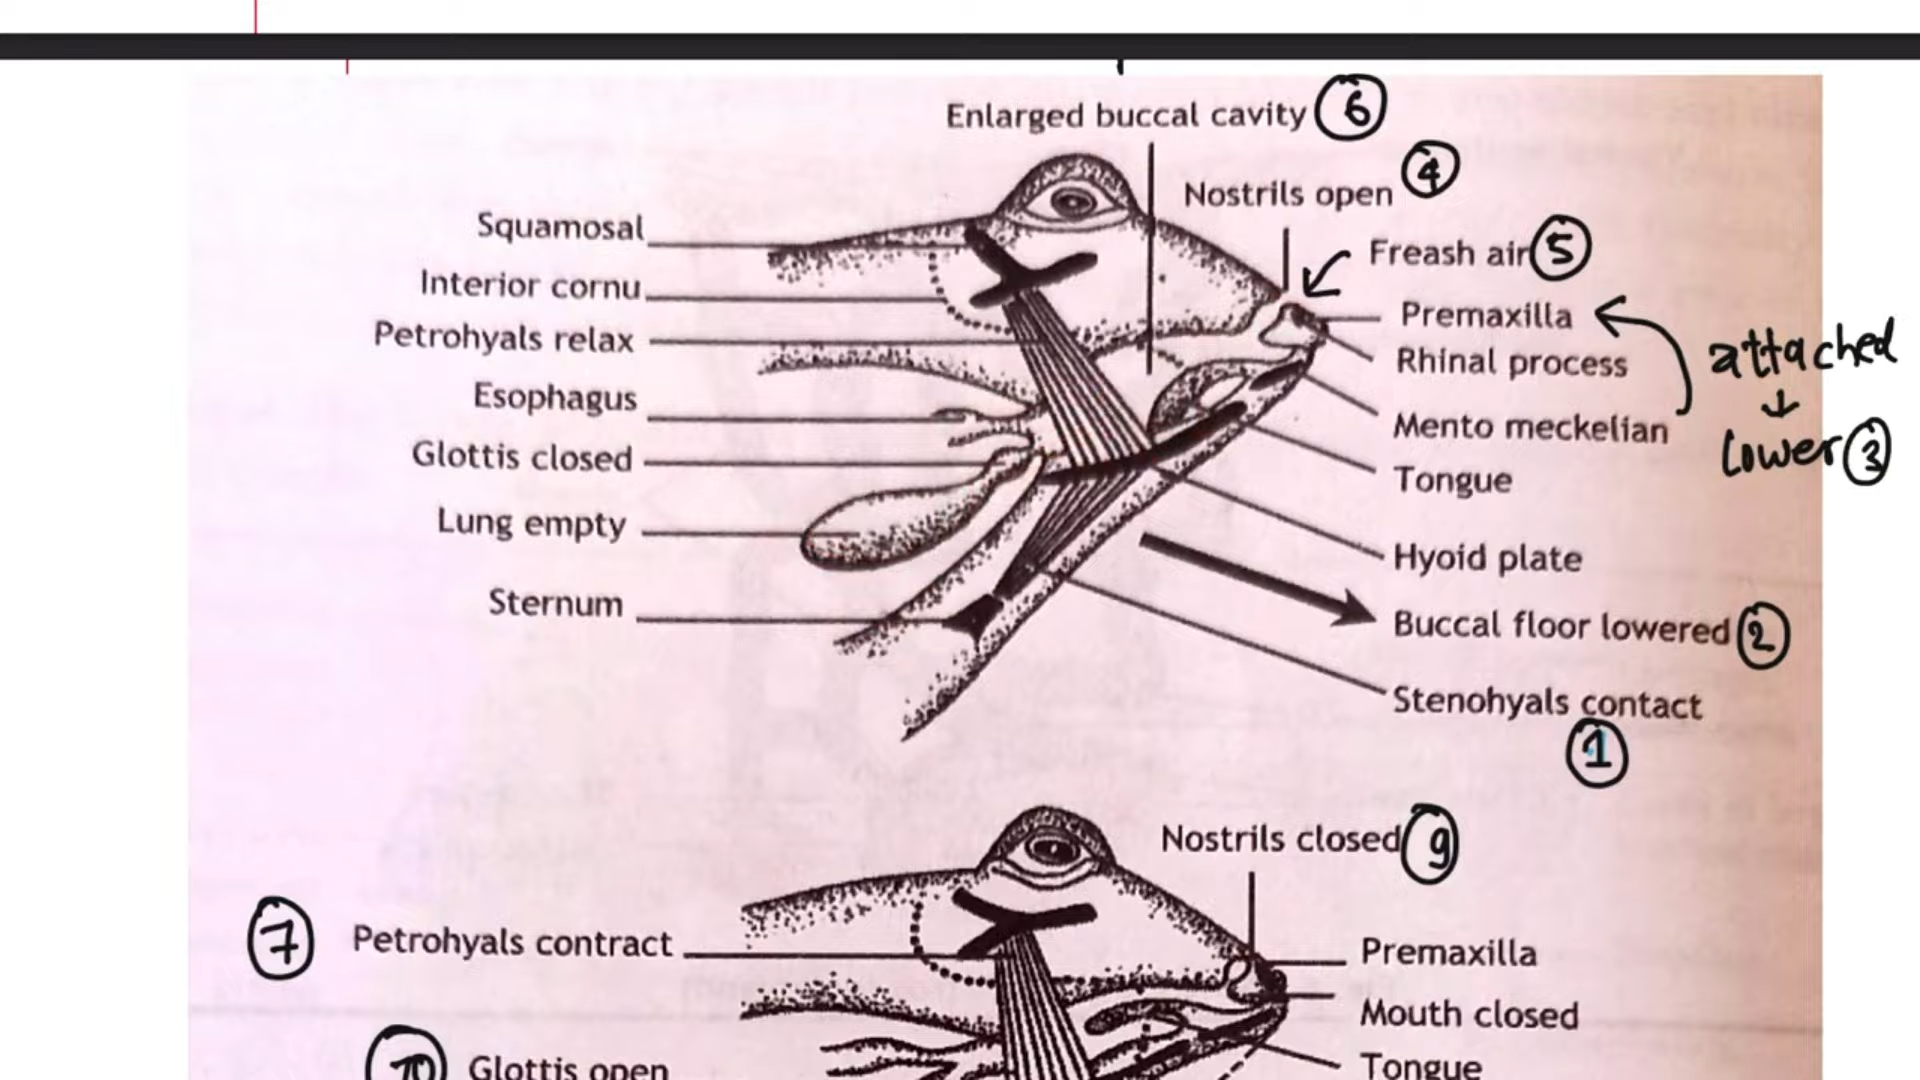 Enlarged buccal cavity 6
Nostrils open 4
Squamosal
Freash air 5
Interior cornu
Premaxilla
Petrohyals relax
attached
Rhinal process
Esophagus
Mento meckelian
lower 3
Glottis closed
Tongue
Lung empty
Hyoid plate
Sternum
Buccal floor lowered 2
Stenohyals contact
1
Nostrils closed 9
7 Petrohyals contract
Premaxilla
Mouth closed
10 Glottis open
Tongue